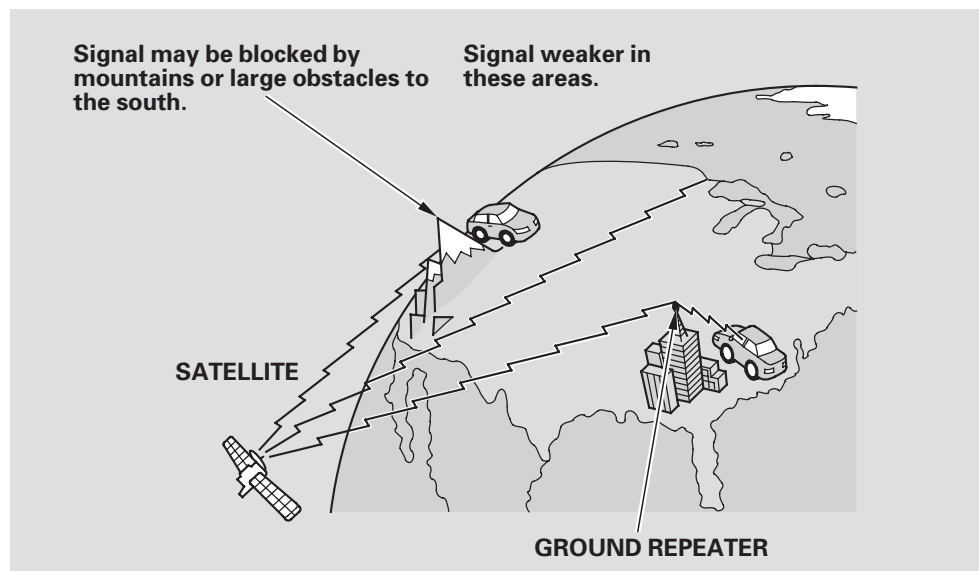 Signal may be blocked by
mountains or large obstacles to
the south.
Signal weaker in
these areas.
SATELLITE
GROUND REPEATER